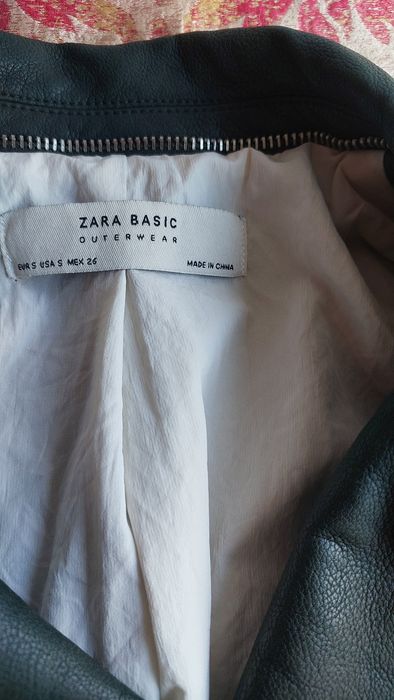 ZARA BASIC
OUTERWEAR
EUR S USA S MEX 26
MADE IN CHINA